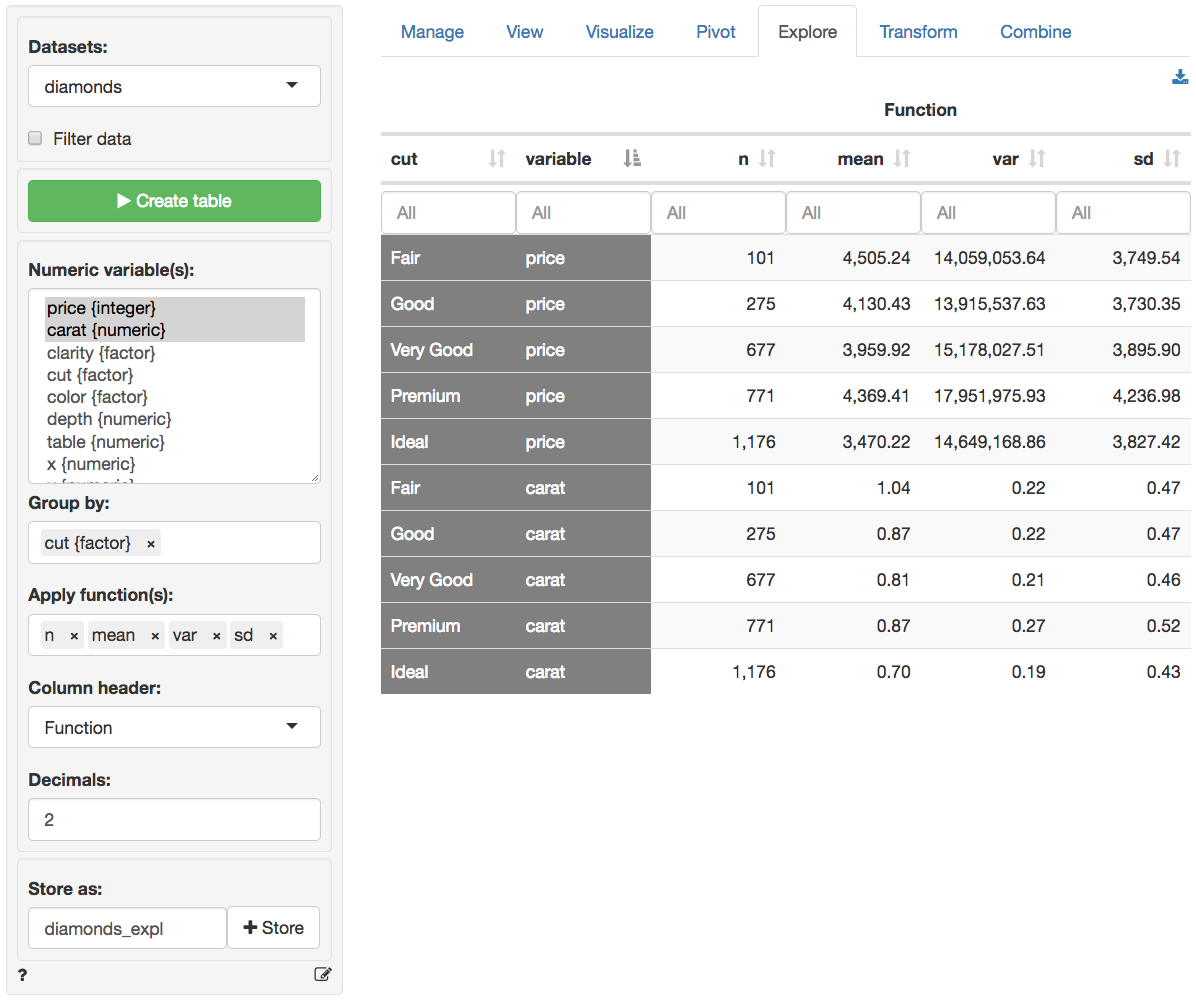 Datasets:
diamonds
Filter data
Create table
Numeric variable(s):
price {integer}
carat {numeric}
clarity {factor}
cut {factor}
color {factor}
depth {numeric}
table {numeric}
x {numeric}
Group by:
cut {factor} ×
Apply function(s):
n × mean × var × sd ×
Column header:
Function
Decimals:
2
Store as:
diamonds_expl + Store
?
Manage View Visualize Pivot Explore Transform Combine
Function
cut variable n mean var sd
All All All All All All
Fair price 101 4,505.24 14,059,053.64 3,749.54
Good price 275 4,130.43 13,915,537.63 3,730.35
Very Good price 677 3,959.92 15,178,027.51 3,895.90
Premium price 771 4,369.41 17,951,975.93 4,236.98
Ideal price 1,176 3,470.22 14,649,168.86 3,827.42
Fair carat 101 1.04 0.22 0.47
Good carat 275 0.87 0.22 0.47
Very Good carat 677 0.81 0.21 0.46
Premium carat 771 0.87 0.27 0.52
Ideal carat 1,176 0.70 0.19 0.43